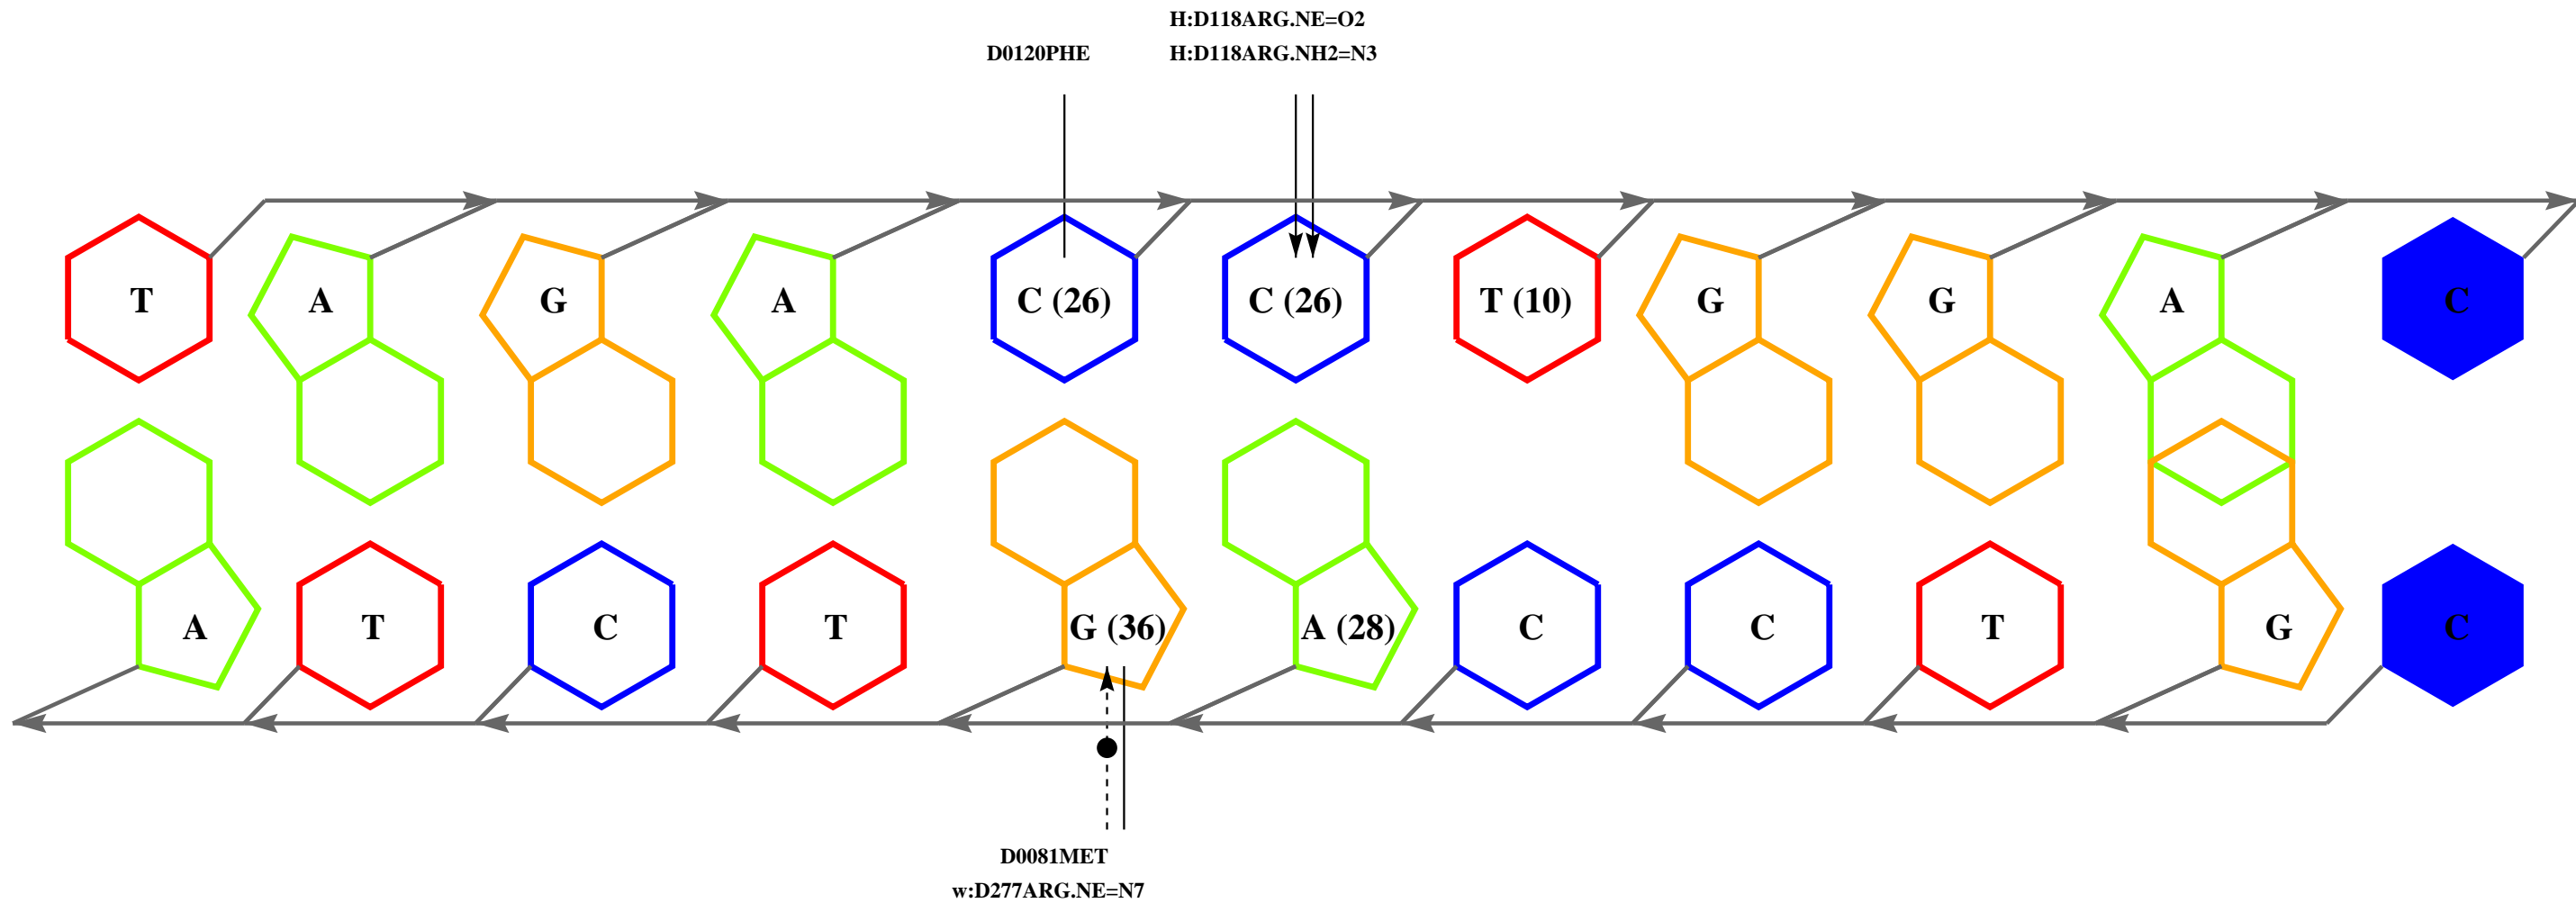 H:D118ARG.NE=O2
D0120PHE H:D118ARG.NH2=N3
T A G A C (26) C (26) T (10) G G A C
A T C T G (36) A (28) C C T G C
D0081MET
w:D277ARG.NE=N7